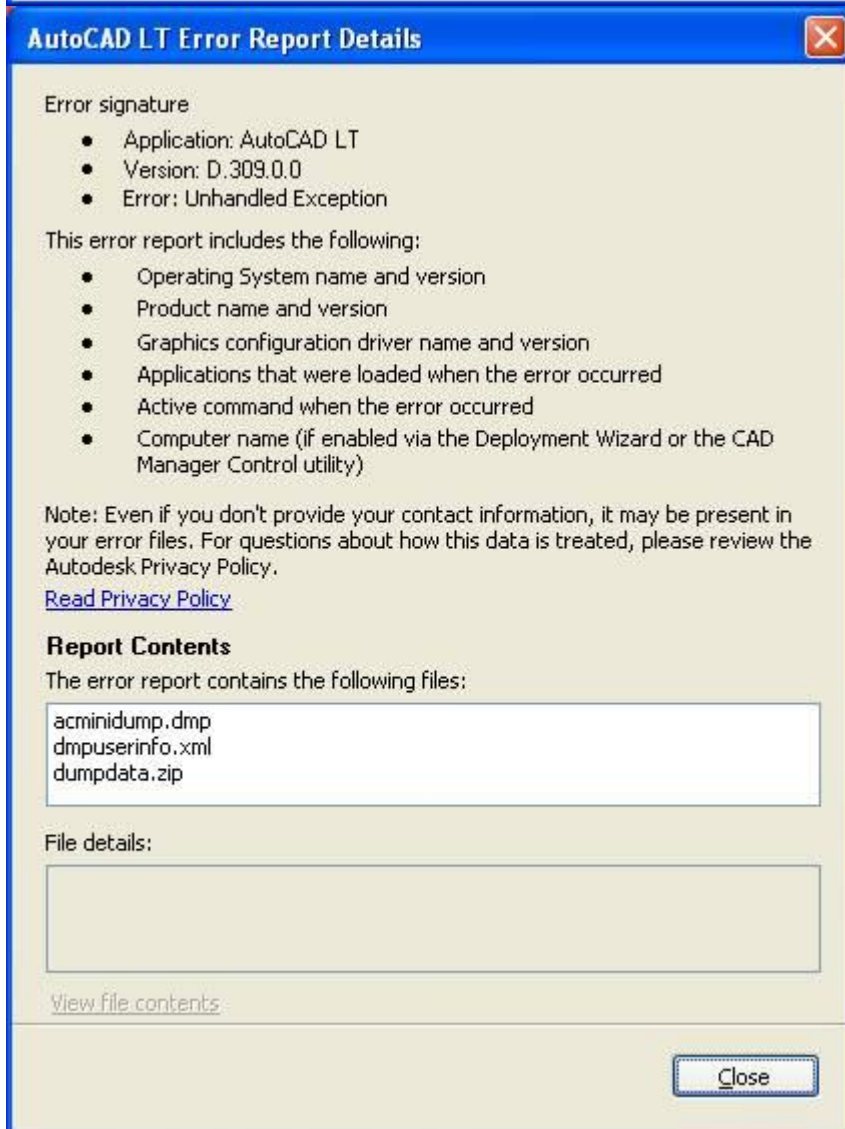 AutoCAD LT Error Report Details
Error signature
● Application: AutoCAD LT
● Version: D.309.0.0
● Error: Unhandled Exception
This error report includes the following:
● Operating System name and version
● Product name and version
● Graphics configuration driver name and version
● Applications that were loaded when the error occurred
● Active command when the error occurred
● Computer name (if enabled via the Deployment Wizard or the CAD
Manager Control utility)
Note: Even if you don't provide your contact information, it may be present in
your error files. For questions about how this data is treated, please review the
Autodesk Privacy Policy.
Read Privacy Policy
Report Contents
The error report contains the following files:
acminidump.dmp
dmpuserinfo.xml
dumpdata.zip
File details:
View file contents
Close